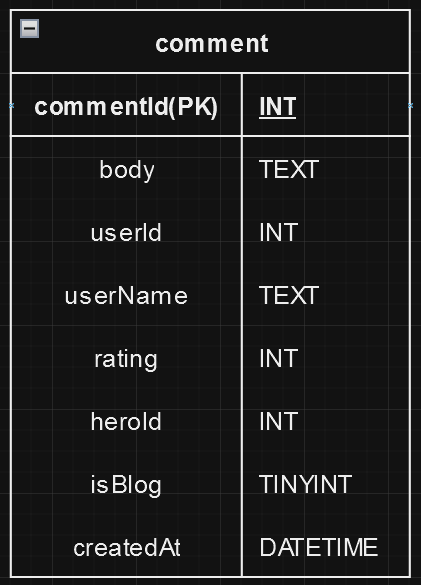 comment
commentId(PK) INT
body TEXT
userId INT
userName TEXT
rating INT
heroId INT
isBlog TINYINT
createdAt DATETIME